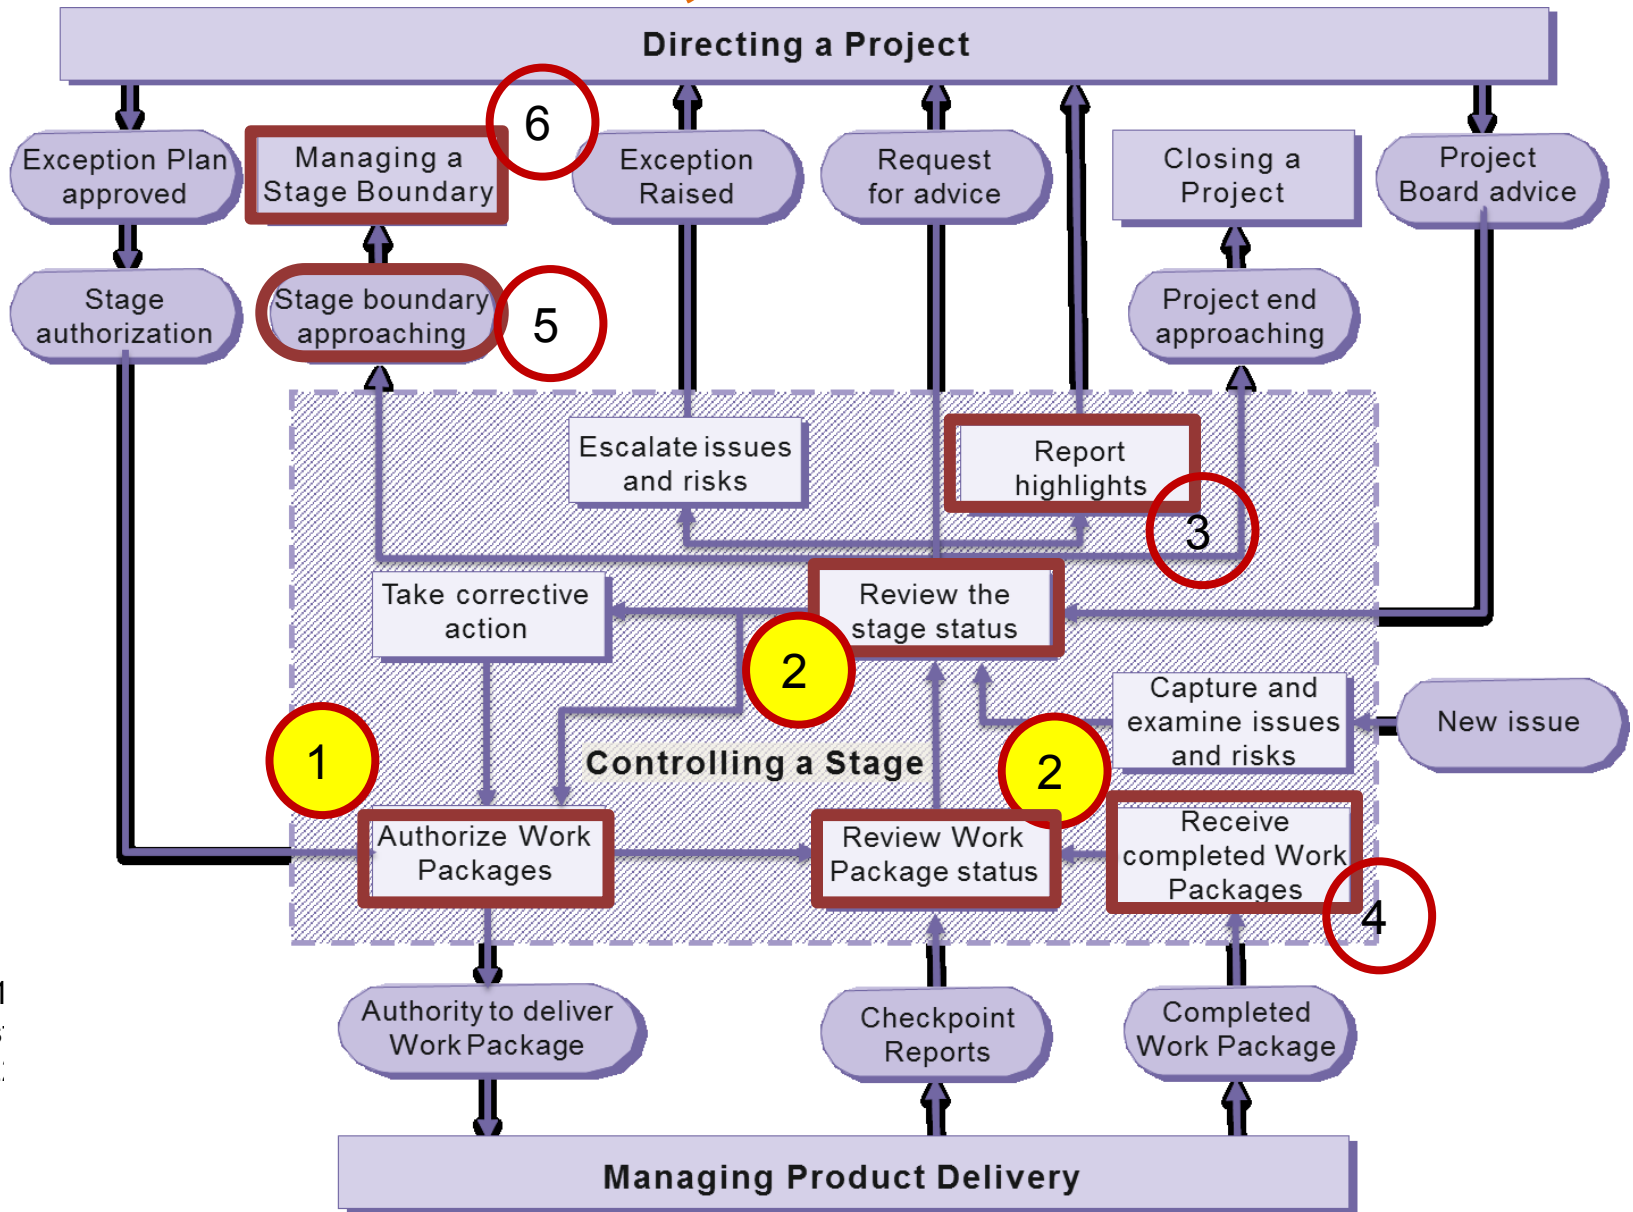 Directing a Project
6
Exception Plan
approved
Managing a
Stage Boundary
Exception
Raised
Request
for advice
Closing a
Project
Project
Board advice
Stage
authorization
Stage boundary
approaching
5
Project end
approaching
Escalate issues
and risks
Report
highlights
3
Take corrective
action
Review the
stage status
2
Capture and
examine issues
and risks
New issue
1
Controlling a Stage
2
Authorize Work
Packages
Review Work
Package status
Receive
completed Work
Packages
4
Authority to deliver
Work Package
Checkpoint
Reports
Completed
Work Package
Managing Product Delivery